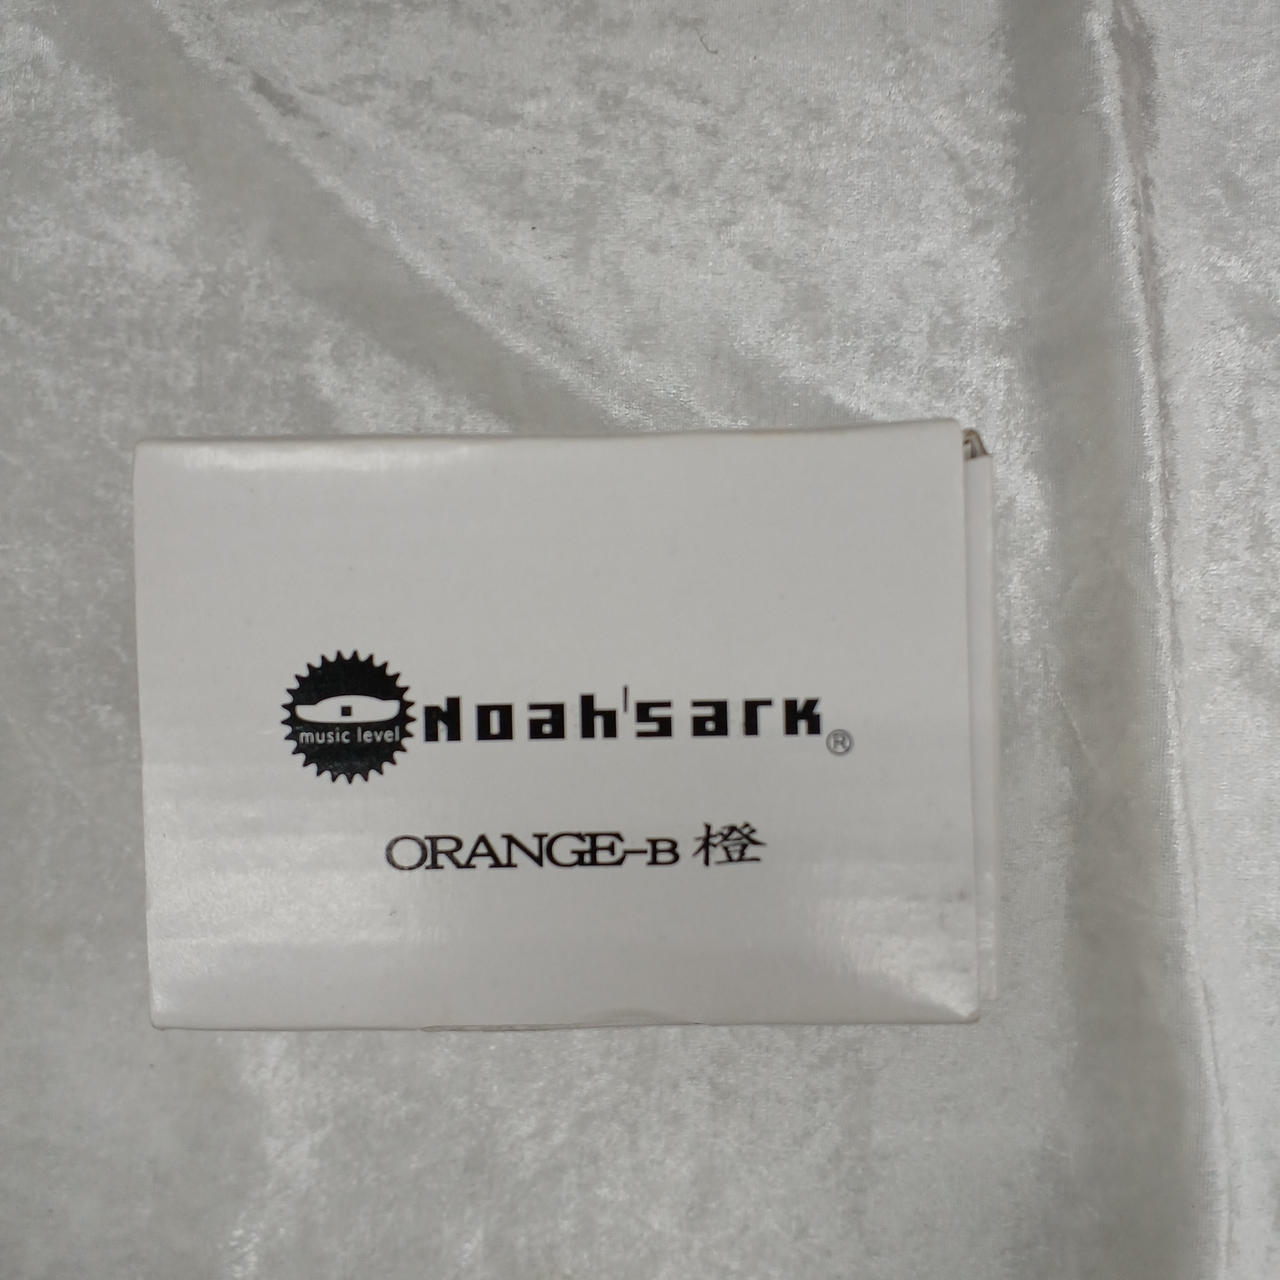 music level
Noah'sark®
ORANGE-B 橙